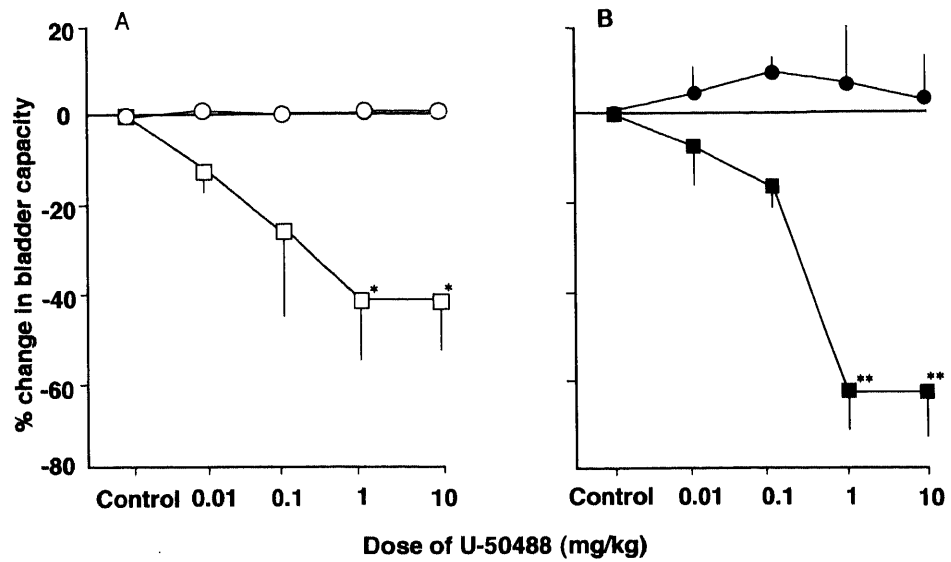 A
B
20
0
-20
-40
-60
-80
% change in bladder capacity
*
*
**
**
Control 0.01 0.1 1 10
Control 0.01 0.1 1 10
Dose of U-50488 (mg/kg)